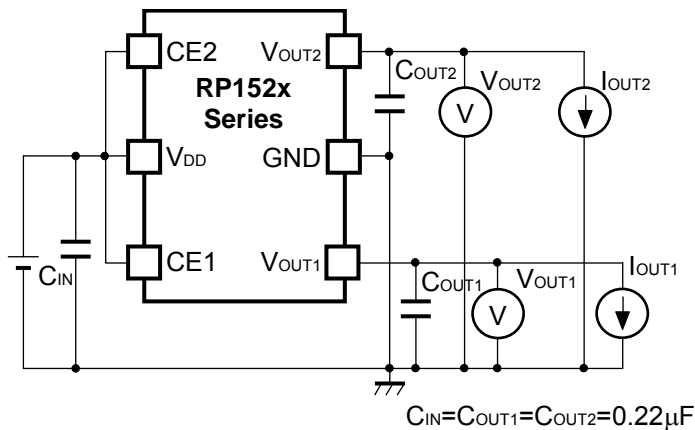 CE2 VOUT2
RP152x
Series
COUT2
VOUT2
IOUT2
V
VDD GND
CIN
CE1 VOUT1
COUT1
VOUT1
IOUT1
V
CIN=COUT1=COUT2=0.22μF